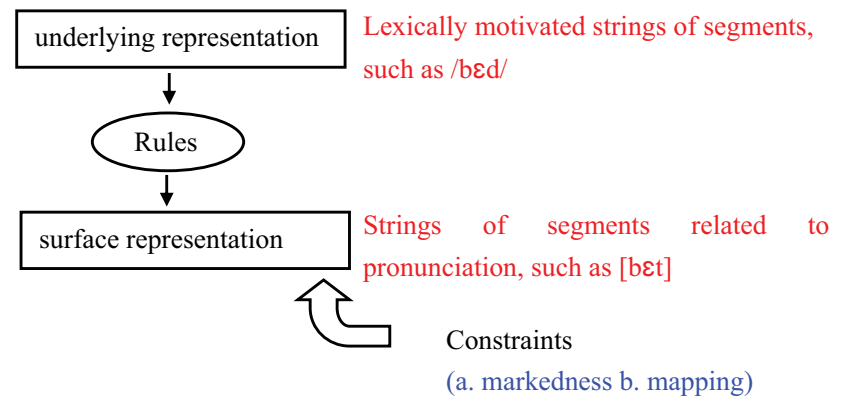 underlying representation
Lexically motivated strings of segments,
such as /bɛd/
Rules
surface representation
Strings of segments related to
pronunciation, such as [bɛt]
Constraints
(a. markedness b. mapping)